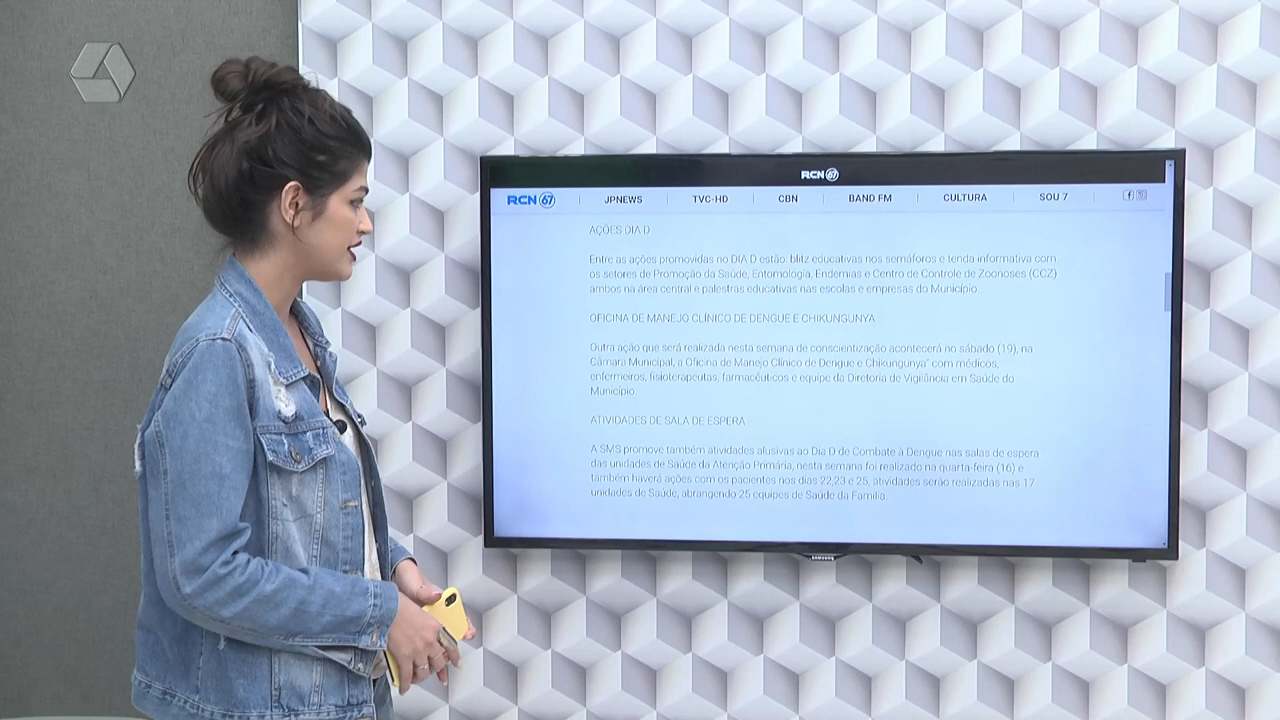 RCN 67
RCN 67 JPNEWS TVC-HD CBN BAND FM CULTURA SOU 7
AÇÕES DIA D
Entre as ações promovidas no DIA D estão: blitz educativas nos semáforos e tenda informativa com
os setores de Promoção da Saúde, Entomologia, Endemias e Centro de Controle de Zoonoses (CCZ)
ambos na área central e palestras educativas nas escolas e empresas do Município
OFICINA DE MANEJO CLÍNICO DE DENGUE E CHIKUNGUNYA
Outra ação que será realizada nesta semana de conscientização acontecerá no sábado (19), na
Câmara Municipal, a Oficina de Manejo Clínico de Dengue e Chikungunya" com médicos,
enfermeiros, fisioterapeutas, farmacêuticos e equipe da Diretoria de Vigilância em Saúde do
Município
ATIVIDADES DE SALA DE ESPERA
A SMS promove também atividades alusivas ao Dia D de Combate à Dengue nas salas de espera
das unidades de Saúde da Atenção Primária, nesta semana foi realizado na quarta-feira (16) e
também haverá ações com os pacientes nos dias 22,23 e 25, atividades serão realizadas nas 17
unidades de Saúde, abrangendo 25 equipes de Saúde da Família.
SAMSUNG